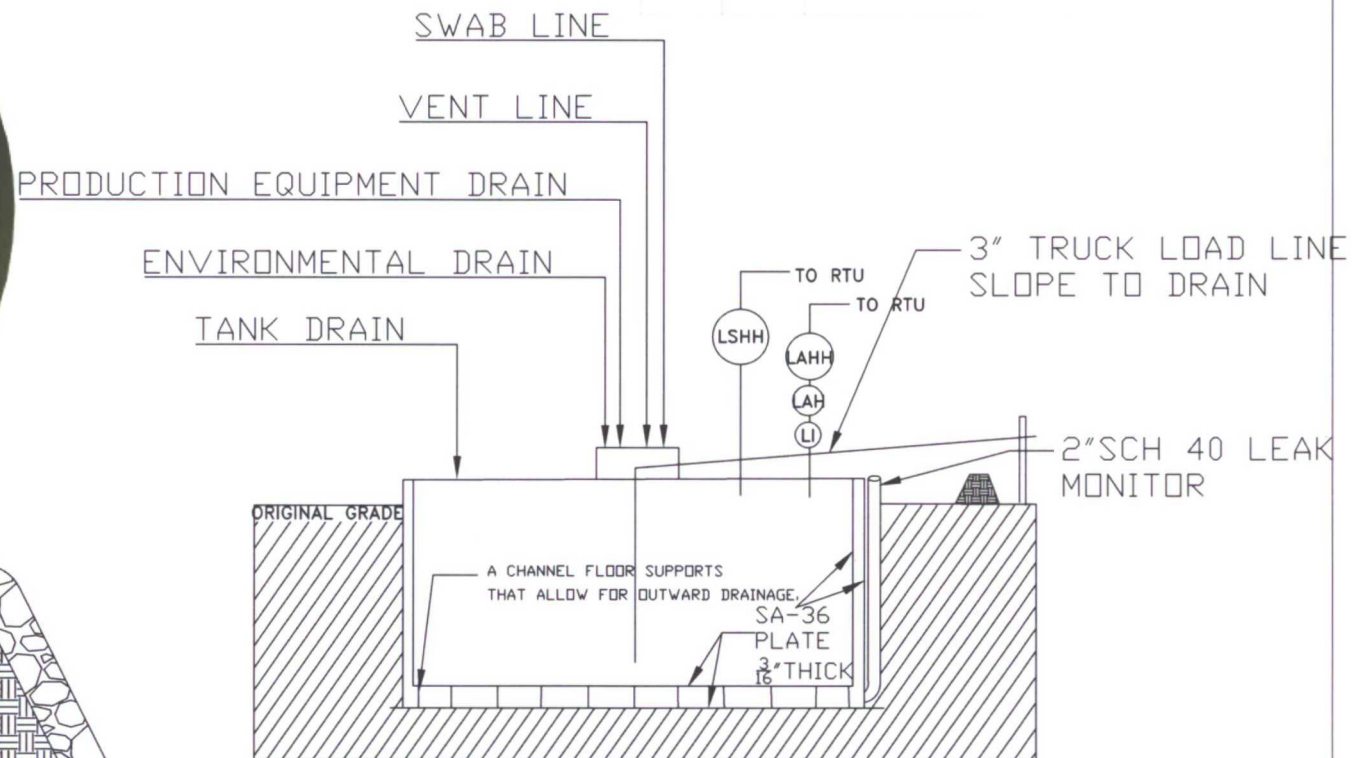 SWAB LINE
VENT LINE
PRODUCTION EQUIPMENT DRAIN
ENVIRONMENTAL DRAIN
TANK DRAIN
3" TRUCK LOAD LINE
SLOPE TO DRAIN
TO RTU
TO RTU
LSHH
LAHH
LAH
LI
2"SCH 40 LEAK
MONITOR
ORIGINAL GRADE
A CHANNEL FLOOR SUPPORTS
THAT ALLOW FOR OUTWARD DRAINAGE.
SA-36
PLATE
3/16"THICK